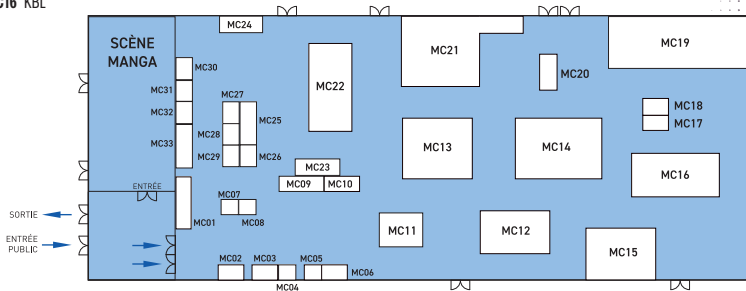 MC16 KBL
MC24
SCÈNE
MANGA
MC21
MC19
MC30
MC20
MC31
MC22
MC27
MC32
MC25
MC18
MC17
MC28
MC33
MC13
MC14
MC29
MC26
MC23
MC16
ENTRÉE
MC09
MC10
MC07
MC01
MC08
SORTIE
MC11
MC12
ENTRÉE
PUBLIC
MC15
MC02
MC03
MC05
MC06
MC04